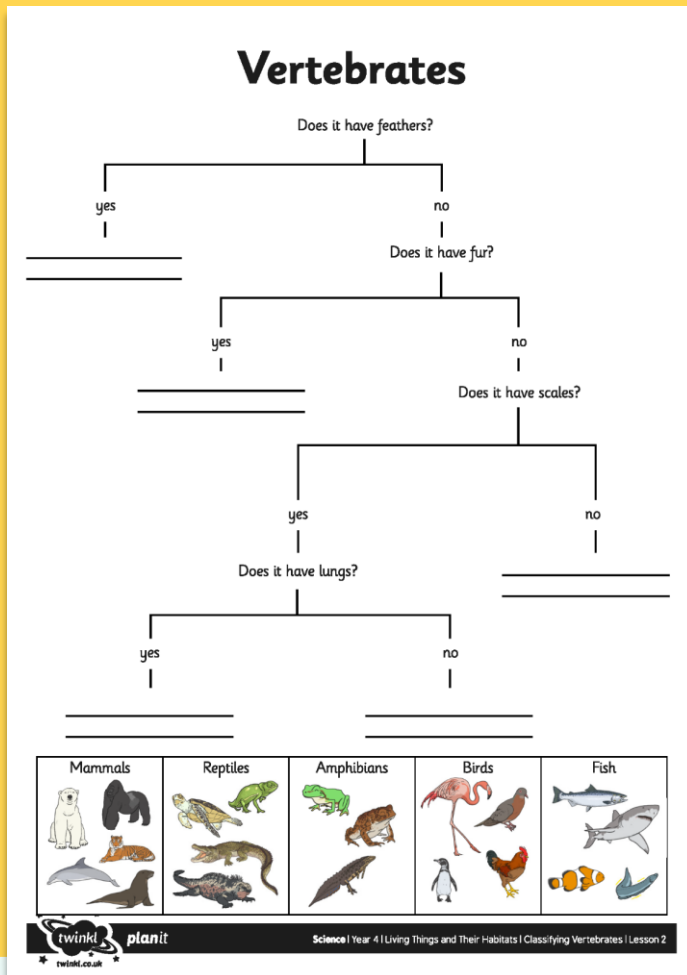 Vertebrates
Does it have feathers?
yes
no
Does it have fur?
yes
no
Does it have scales?
yes
no
Does it have lungs?
yes
no
Mammals
Reptiles
Amphibians
Birds
Fish
twinkl planit
twinkl.co.uk
Science | Year 4 | Living Things and Their Habitats | Classifying Vertebrates | Lesson 2